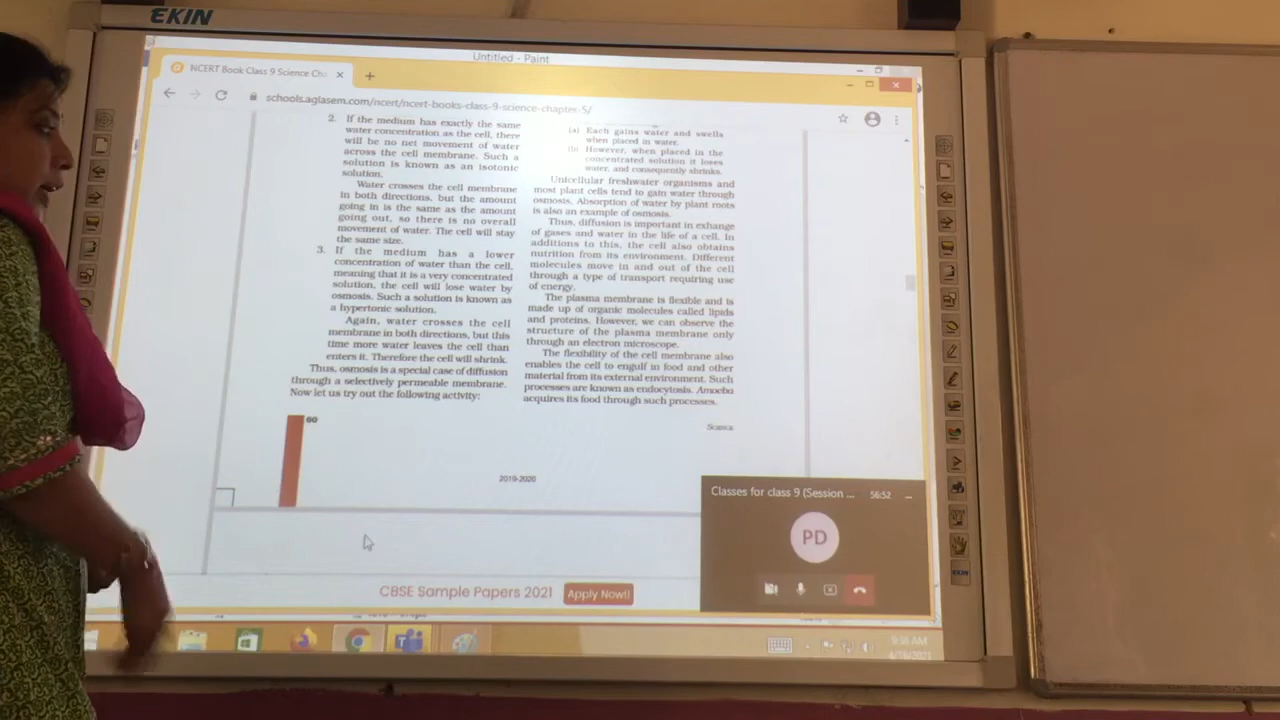 EKIN
Untitled - Paint
NCERT Book Class 9 Science Cha
schools.aglasem.com/ncert/ncert-books-class-9-science-chapter-5/
2. If the medium has exactly the same
water concentration as the cell, there
will be no net movement of water
across the cell membrane. Such a
solution is known as an isotonic
solution.
Water crosses the cell membrane
in both directions, but the amount
going in is the same as the amount
going out, so there is no overall
movement of water. The cell will stay
the same size.
3. If the medium has a lower
concentration of water than the cell,
meaning that it is a very concentrated
solution, the cell will lose water by
osmosis. Such a solution is known as
a hypertonic solution.
Again, water crosses the cell
membrane in both directions, but this
time more water leaves the cell than
enters it. Therefore the cell will shrink.
Thus, osmosis is a special case of diffusion
through a selectively permeable membrane.
Now let us try out the following activity:
60
(a) Each gains water and swells
when placed in water.
(b) However, when placed in the
concentrated solution it loses
water, and consequently shrinks.
Unicellular freshwater organisms and
most plant cells tend to gain water through
osmosis. Absorption of water by plant roots
is also an example of osmosis.
Thus, diffusion is important in exhange
of gases and water in the life of a cell. In
additions to this, the cell also obtains
nutrition from its environment. Different
molecules move in and out of the cell
through a type of transport requiring use
of energy.
The plasma membrane is flexible and is
made up of organic molecules called lipids
and proteins. However, we can observe the
structure of the plasma membrane only
through an electron microscope.
The flexibility of the cell membrane also
enables the cell to engulf in food and other
material from its external environment. Such
processes are known as endocytosis. Amoeba
acquires its food through such processes.
Science
2019-2020
Classes for class 9 (Session ...
56:52
PD
CBSE Sample Papers 2021
Apply Now!!
9:16 AM
EKIN